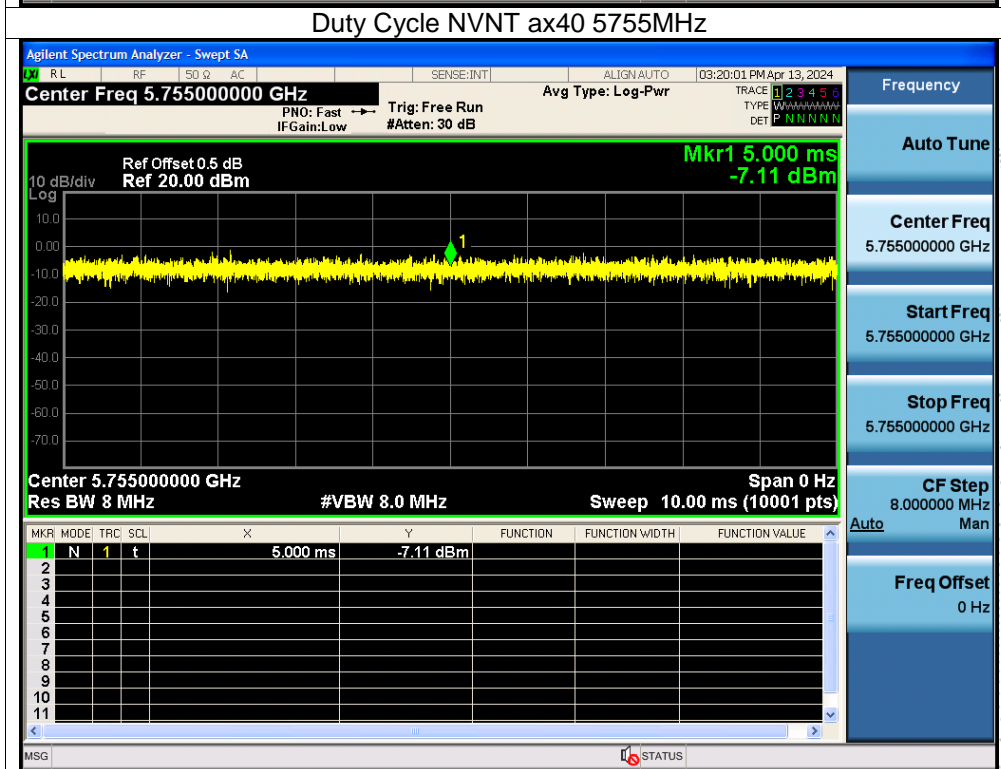 Duty Cycle NVNT ax40 5755MHz
Agilent Spectrum Analyzer - Swept SA
LXI RL RF 50 Ω AC SENSE:INT ALIGN AUTO 03:20:01 PM Apr 13, 2024
Center Freq 5.755000000 GHz Avg Type: Log-Pwr TRACE 1 2 3 4 5 6
PNO: Fast Trig: Free Run TYPE WWWWWW
IFGain:Low #Atten: 30 dB DET P N N N N N
Mkr1 5.000 ms
Ref Offset 0.5 dB
10 dB/div Ref 20.00 dBm -7.11 dBm
Log
10.0
0.00
-10.0
-20.0
-30.0
-40.0
-50.0
-60.0
-70.0
1
Center 5.755000000 GHz Span 0 Hz
Res BW 8 MHz #VBW 8.0 MHz Sweep 10.00 ms (10001 pts)
MKR MODE TRC SCL X Y FUNCTION FUNCTION WIDTH FUNCTION VALUE
1 N 1 t 5.000 ms -7.11 dBm
2
3
4
5
6
7
8
9
10
11
MSG STATUS
Frequency
Auto Tune
Center Freq
5.755000000 GHz
Start Freq
5.755000000 GHz
Stop Freq
5.755000000 GHz
CF Step
8.000000 MHz
Auto Man
Freq Offset
0 Hz